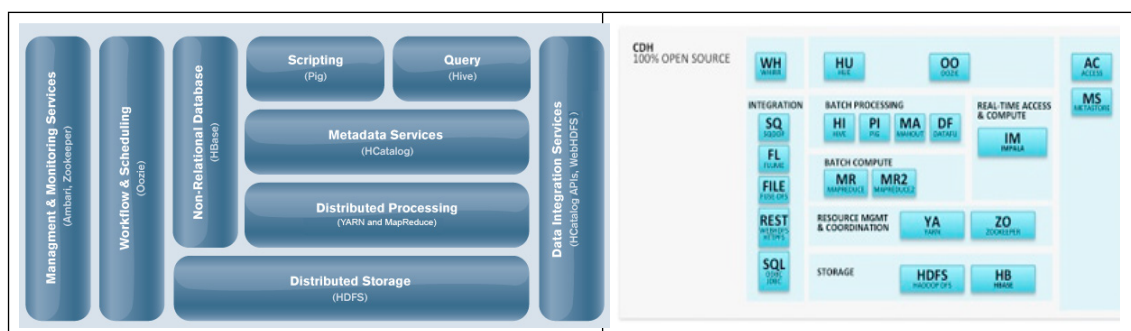 Managment & Monitoring Services
(Ambari, Zookeeper)
Workflow & Scheduling
(Oozie)
Non-Relational Database
(HBase)
Scripting
(Pig)
Query
(Hive)
Metadata Services
(HCatalog)
Distributed Processing
(YARN and MapReduce)
Distributed Storage
(HDFS)
Data Integration Services
(HCatalog APIs, WebHDFS)
CDH
100% OPEN SOURCE
WH
WHIRR
HU
HUE
OO
OOZIE
AC
ACCESS
MS
METASTORE
INTEGRATION
SQ
SQOOP
FL
FLUME
FILE
FUSE-DFS
REST
WEBHDFS
HTTPFS
SQL
ODBC
JDBC
BATCH PROCESSING
HI
HIVE
PI
PIG
MA
MAHOUT
DF
DATAFU
REAL-TIME ACCESS
& COMPUTE
IM
IMPALA
BATCH COMPUTE
MR
MAPREDUCE
MR2
MAPREDUCE2
RESOURCE MGMT
& COORDINATION
YA
YARN
ZO
ZOOKEEPER
STORAGE
HDFS
HADOOP DFS
HB
HBASE